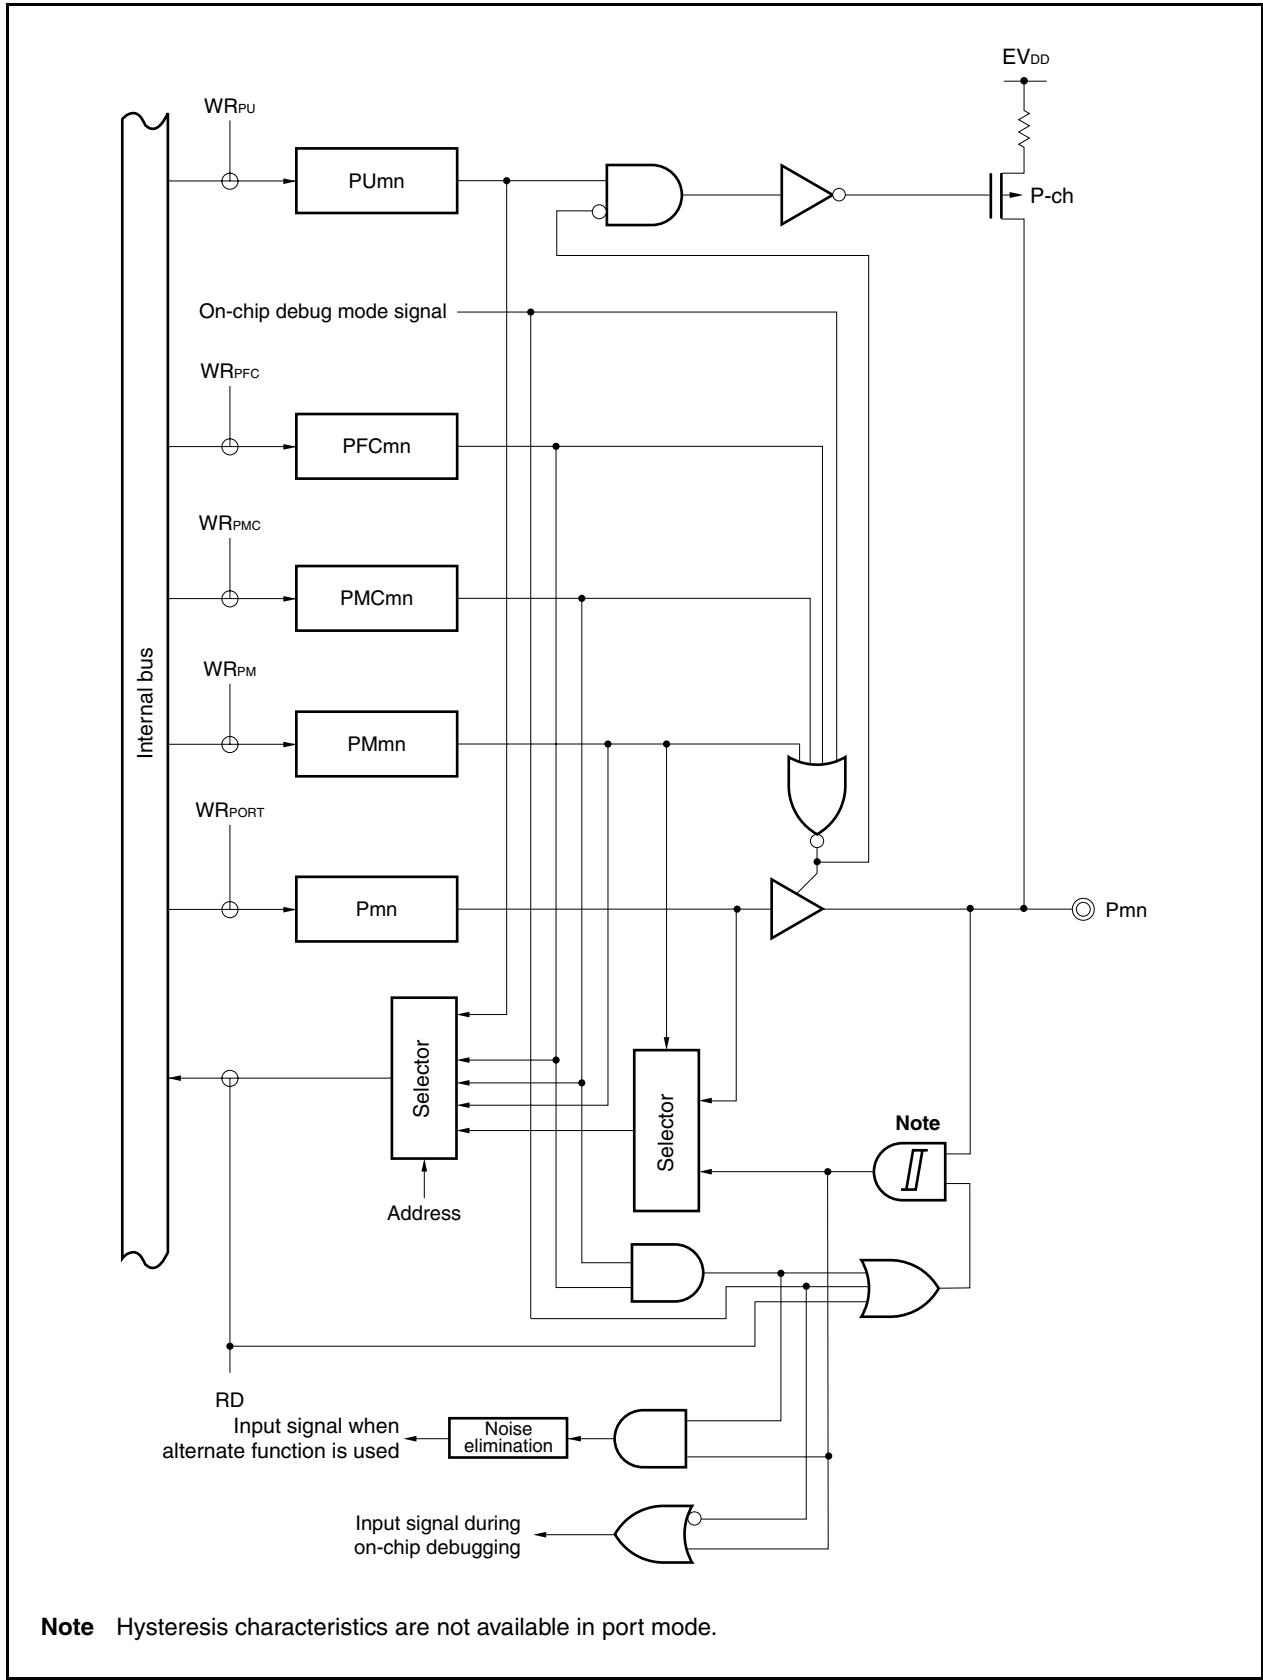 EVDD
WRPU
PUmn
P-ch
On-chip debug mode signal
WRPFC
PFCmn
WRPMC
PMCmn
Internal bus
WRPM
PMmn
WRPORT
Pmn
Pmn
Selector
Selector
Note
Address
RD
Input signal when
alternate function is used
Noise
elimination
Input signal during
on-chip debugging
Note Hysteresis characteristics are not available in port mode.